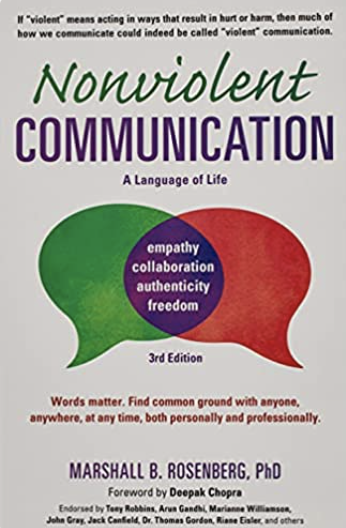 If "violent" means acting in ways that result in hurt or harm, then much of
how we communicate could indeed be called "violent" communication.
Nonviolent
COMMUNICATION
A Language of Life
empathy
collaboration
authenticity
freedom
3rd Edition
Words matter. Find common ground with anyone,
anywhere, at any time, both personally and professionally.
MARSHALL B. ROSENBERG, PhD
Foreword by Deepak Chopra
Endorsed by Tony Robbins, Arun Gandhi, Marianne Williamson,
John Gray, Jack Canfield, Dr. Thomas Gordon, Riane Eisler, and others